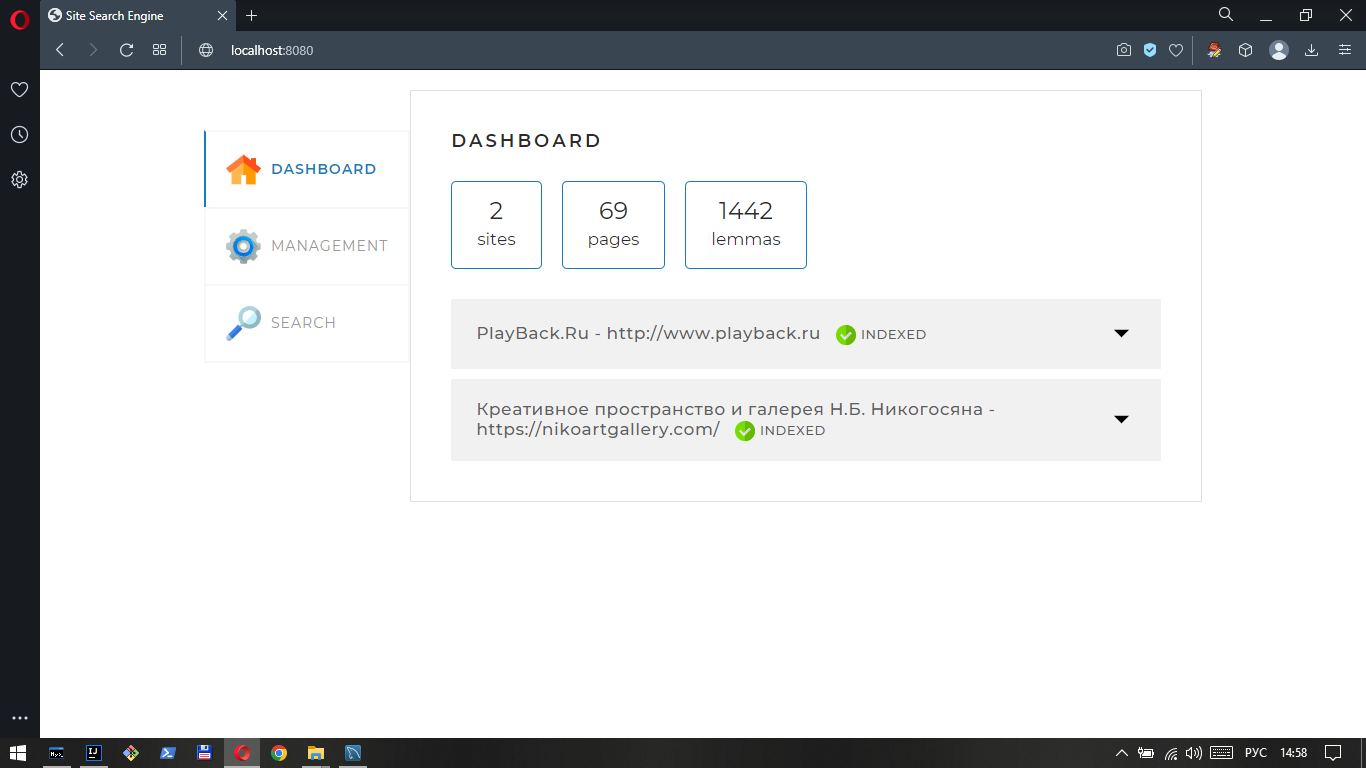 Site Search Engine
localhost:8080
DASHBOARD
MANAGEMENT
SEARCH
DASHBOARD
2
sites
69
pages
1442
lemmas
PlayBack.Ru - http://www.playback.ru INDEXED
Креативное пространство и галерея Н.Б. Никогосяна -
https://nikoartgallery.com/ INDEXED
РУС 14:58